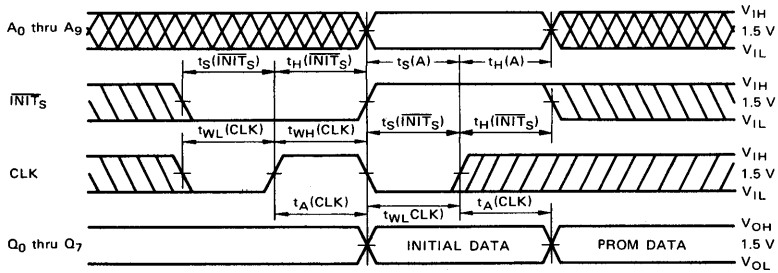 A0 thru A9
VIH
1.5 V
VIL
tS(INITS) tH(INITS) tS(A) tH(A)
INITS
VIH
1.5 V
VIL
tWL(CLK) tWH(CLK) tS(INITS) tH(INITS)
CLK
VIH
1.5 V
VIL
tA(CLK) tWLCLK) tA(CLK)
Q0 thru Q7
INITIAL DATA
PROM DATA
VOH
1.5 V
VOL